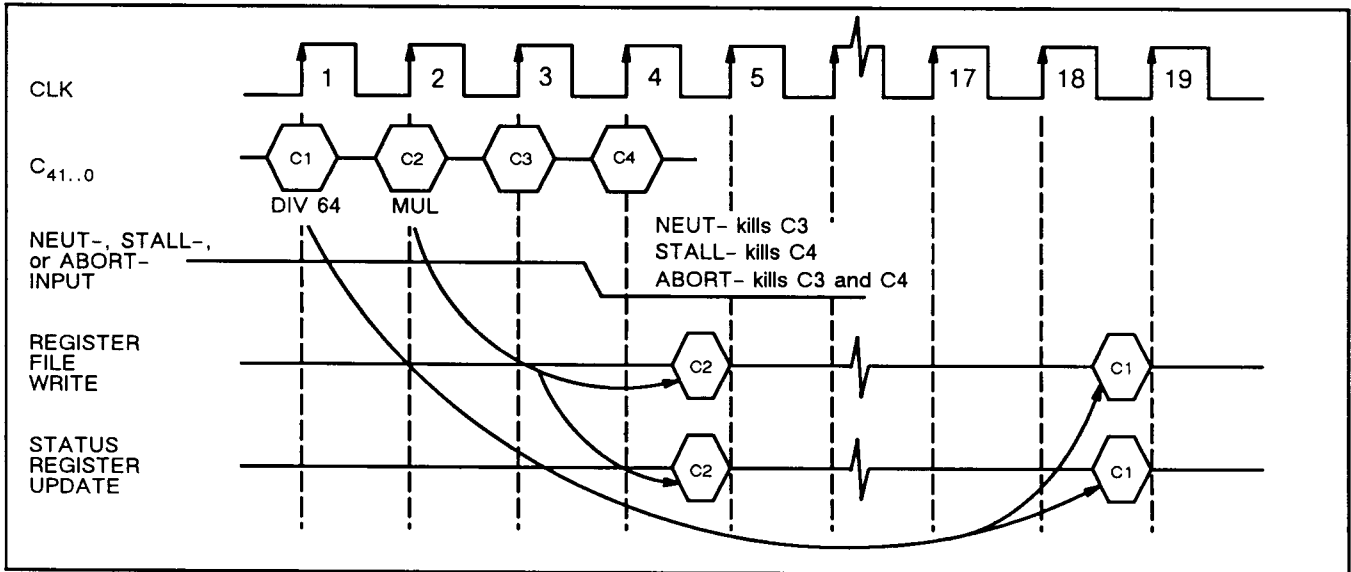 CLK
1 2 3 4 5 17 18 19
C41..0
C1 C2 C3 C4
DIV 64 MUL
NEUT-, STALL-,
or ABORT-
INPUT
NEUT- kills C3
STALL- kills C4
ABORT- kills C3 and C4
REGISTER
FILE
WRITE
C2 C1
STATUS
REGISTER
UPDATE
C2 C1